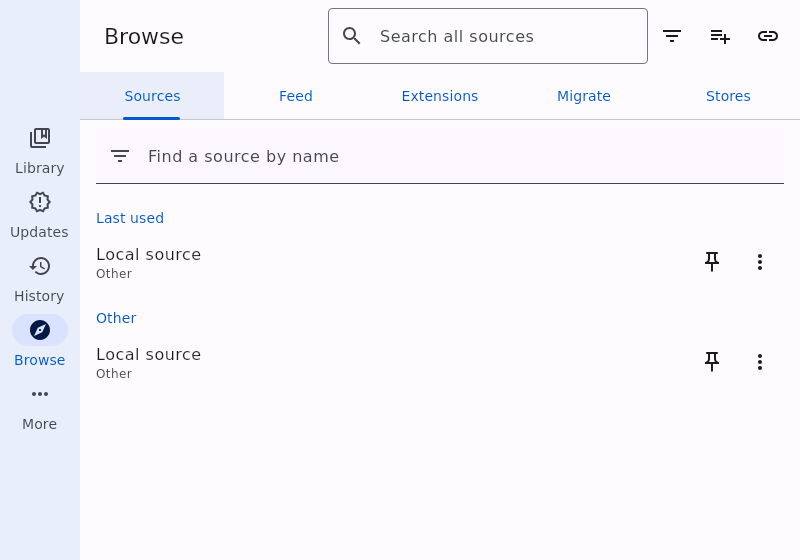 Browse
Search all sources
Sources
Feed
Extensions
Migrate
Stores
Library
Updates
History
Browse
More
Find a source by name
Last used
Local source
Other
Other
Local source
Other